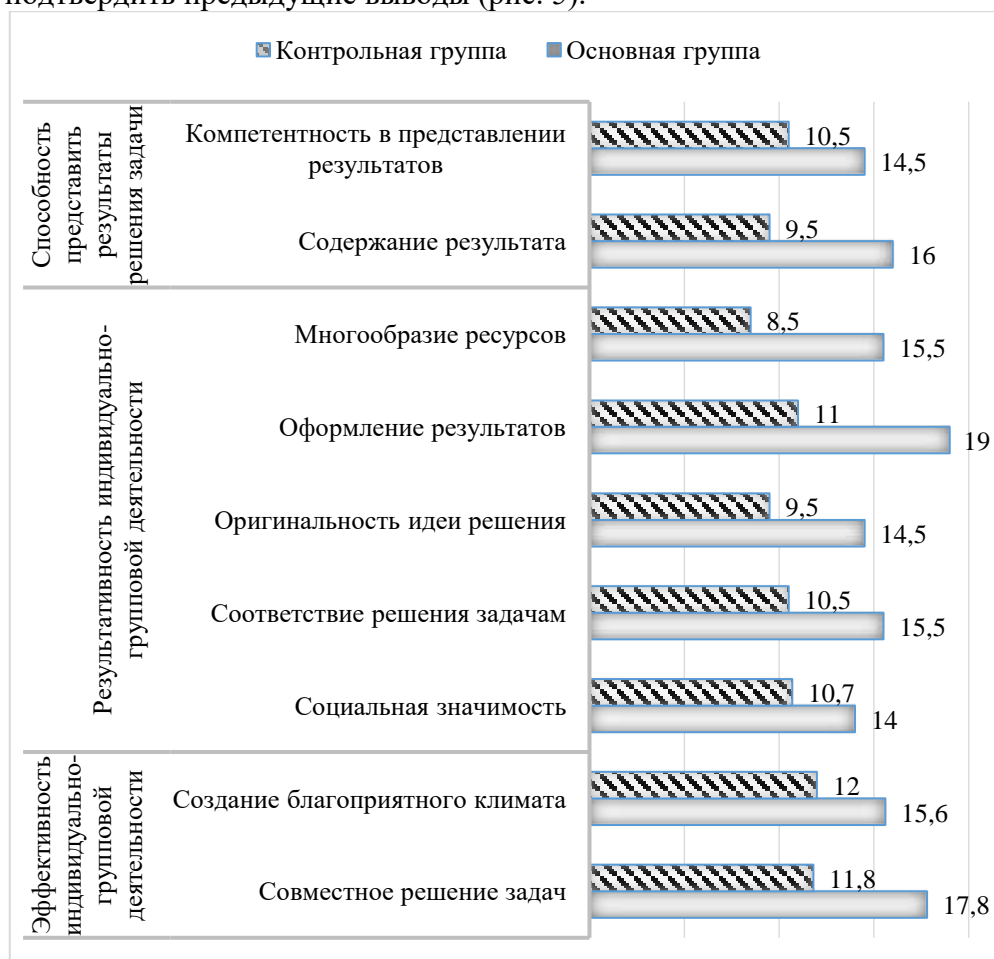 подтвердить предыдущие выводы (рис. 5).
Контрольная группа
Основная группа
Способность
представить
результаты
решения задачи
Компетентность в представлении
результатов
10,5
14,5
Содержание результата
9,5
16
Результативность индивидуально-
групповой деятельности
Многообразие ресурсов
8,5
15,5
Оформление результатов
11
19
Оригинальность идеи решения
9,5
14,5
Соответствие решения задачам
10,5
15,5
Социальная значимость
10,7
14
Эффективность
индивидуально-
групповой
деятельности
Создание благоприятного климата
12
15,6
Совместное решение задач
11,8
17,8